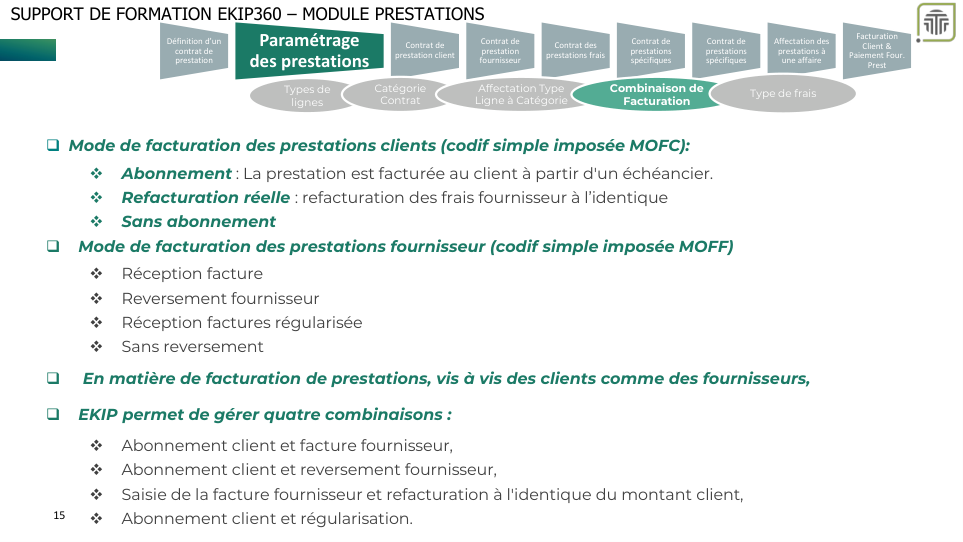 SUPPORT DE FORMATION EKIP360 – MODULE PRESTATIONS
Définition d'un
contrat de
prestation
Paramétrage
des prestations
Contrat de
prestation client
Contrat de
prestation
fournisseur
Contrat des
prestations frais
Contrat de
prestations
spécifiques
Contrat de
prestations
spécifiques
Affectation des
prestations à
une affaire
Facturation
Client &
Paiement Four.
Prest
Types de
lignes
Catégorie
Contrat
Affectation Type
Ligne à Catégorie
Combinaison de
Facturation
Type de frais
❑ Mode de facturation des prestations clients (codif simple imposée MOFC):
❖ Abonnement : La prestation est facturée au client à partir d'un échéancier.
❖ Refacturation réelle : refacturation des frais fournisseur à l’identique
❖ Sans abonnement
❑ Mode de facturation des prestations fournisseur (codif simple imposée MOFF)
❖ Réception facture
❖ Reversement fournisseur
❖ Réception factures régularisée
❖ Sans reversement
❑ En matière de facturation de prestations, vis à vis des clients comme des fournisseurs,
❑ EKIP permet de gérer quatre combinaisons :
❖ Abonnement client et facture fournisseur,
❖ Abonnement client et reversement fournisseur,
❖ Saisie de la facture fournisseur et refacturation à l'identique du montant client,
❖ Abonnement client et régularisation.
15